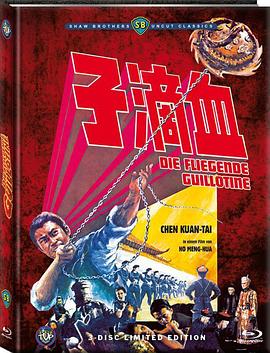 SHAW BROTHERS SB UNCUT CLASSICS
血滴子
DIE FLIEGENDE
GUILLOTINE
CHEN KUAN-TAI
in einem Film von
HO MENG-HUA
3-DISC LIMITED EDITION